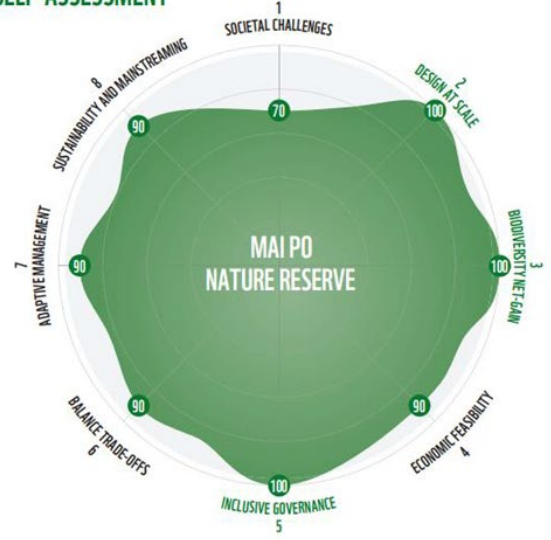 SELF-ASSESSMENT
1
SOCIETAL CHALLENGES
70
2
DESIGN AT SCALE
100
BIODIVERSITY NET-GAIN
3
100
ECONOMIC FEASIBILITY
4
90
INCLUSIVE GOVERNANCE
5
100
BALANCE TRADE-OFFS
6
90
7
ADAPTIVE MANAGEMENT
90
8
SUSTAINABILITY AND MAINSTREAMING
90
MAI PO
NATURE RESERVE